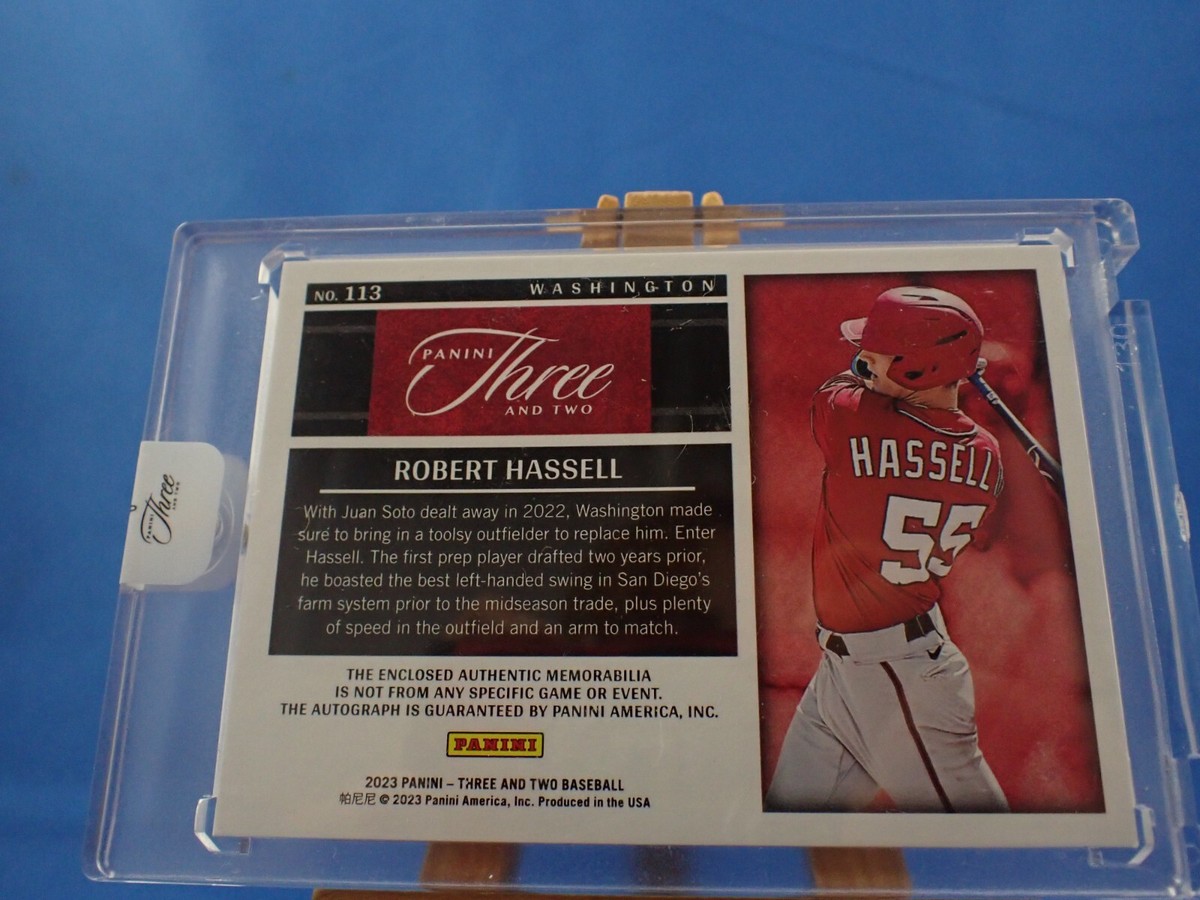 NO. 113
WASHINGTON
PANINI
Three
AND TWO
ROBERT HASSELL
With Juan Soto dealt away in 2022, Washington made
sure to bring in a toolsy outfielder to replace him. Enter
Hassell. The first prep player drafted two years prior,
he boasted the best left-handed swing in San Diego's
farm system prior to the midseason trade, plus plenty
of speed in the outfield and an arm to match.
THE ENCLOSED AUTHENTIC MEMORABILIA
IS NOT FROM ANY SPECIFIC GAME OR EVENT.
THE AUTOGRAPH IS GUARANTEED BY PANINI AMERICA, INC.
PANINI
2023 PANINI – THREE AND TWO BASEBALL
帕尼尼 © 2023 Panini America, Inc. Produced in the USA
HASSELL
55
PANINI
Three
AND TWO